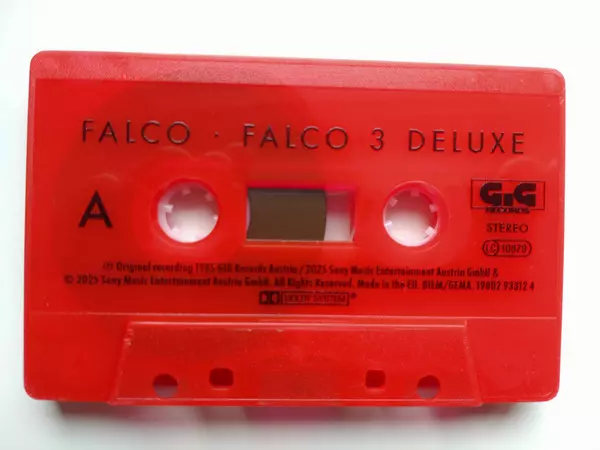 FALCO · FALCO 3 DELUXE
A
GiG
RECORDS
STEREO
LC 10879
℗ Original recording 1985 GIG Records Austria / 2025 Sony Music Entertainment Austria GmbH &
© 2025 Sony Music Entertainment Austria GmbH. All Rights Reserved. Made in the EU. BIEM/GEMA. 19802 93312 4
DOLBY SYSTEM®